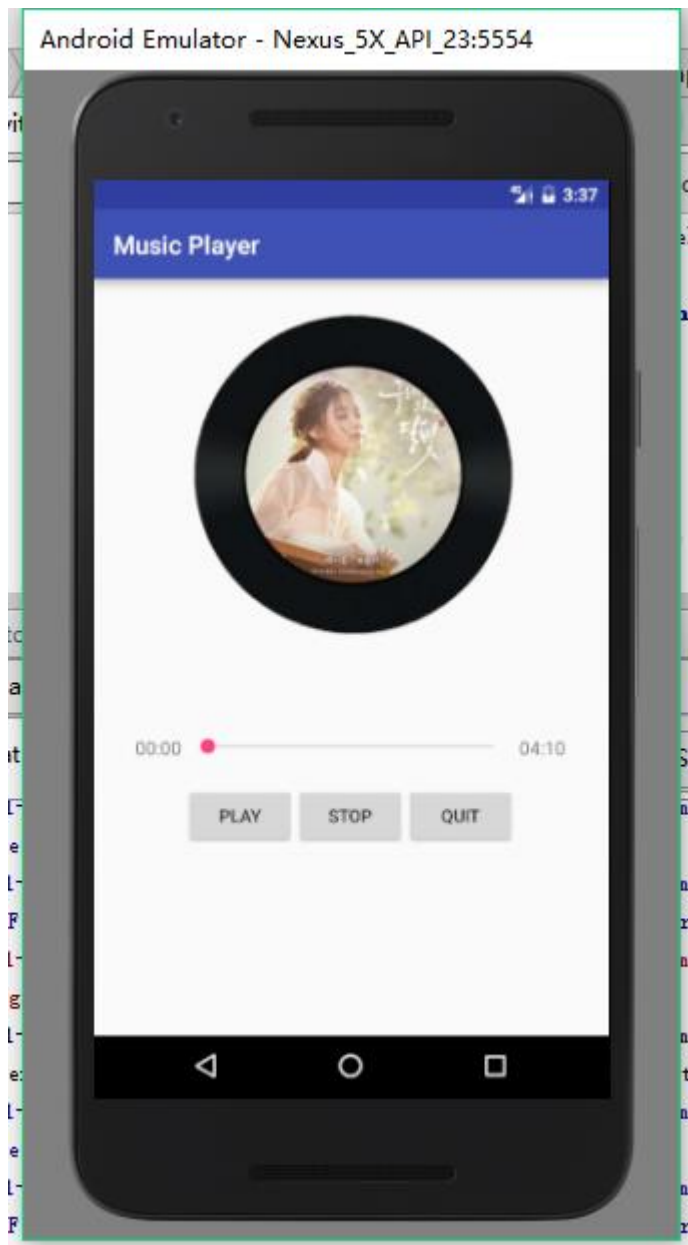 Android Emulator - Nexus_5X_API_23:5554
3:37
Music Player
00:00
04:10
PLAY
STOP
QUIT